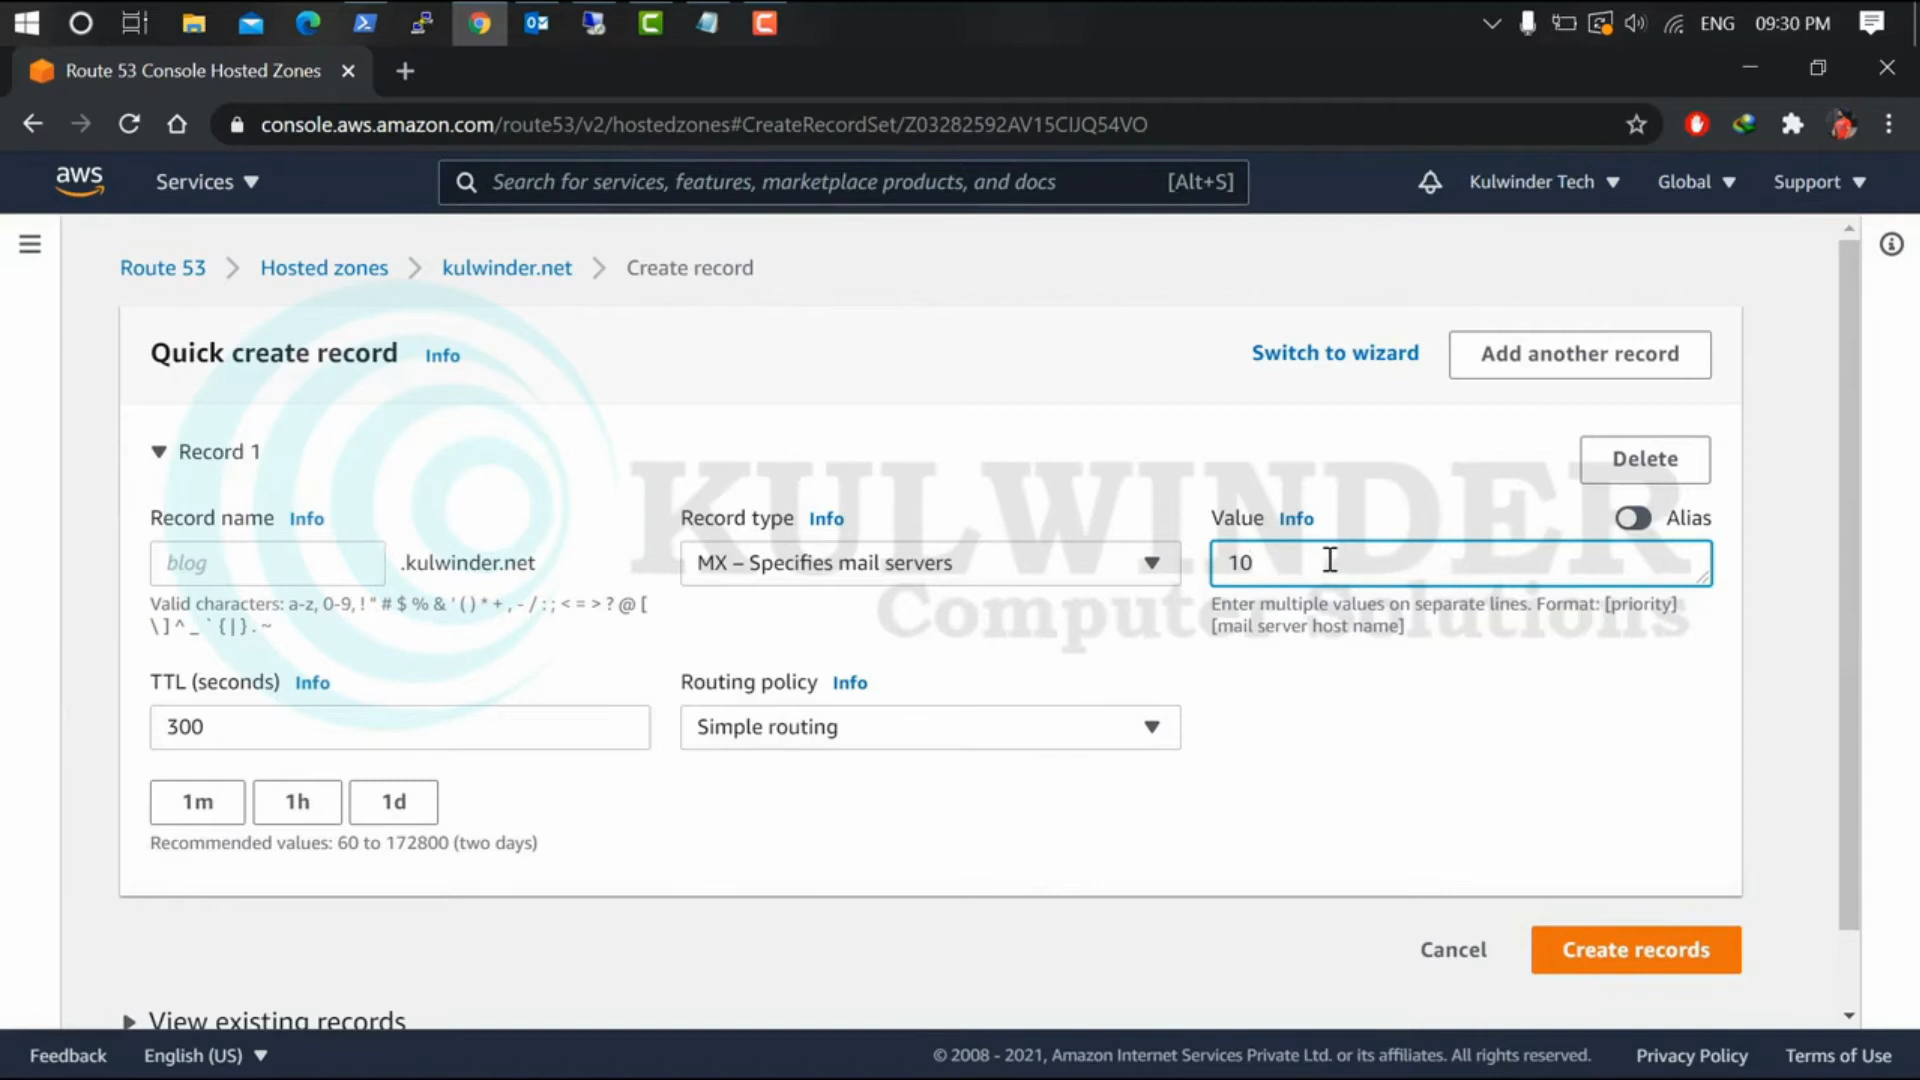 ENG 09:30 PM
Route 53 Console Hosted Zones
console.aws.amazon.com/route53/v2/hostedzones#CreateRecordSet/Z03282592AV15CIJQ54VO
aws Services Search for services, features, marketplace products, and docs [Alt+S] Kulwinder Tech Global Support
Route 53 Hosted zones kulwinder.net Create record
Quick create record Info Switch to wizard Add another record
Record 1 Delete
KULWINDER
Computer Solutions
Record name Info Record type Info Value Info Alias
blog .kulwinder.net MX – Specifies mail servers 10
Valid characters: a-z, 0-9, ! " # $ % & ' ( ) * + , - / : ; < = > ? @ [
\ ] ^ _ ` { | } . ~
Enter multiple values on separate lines. Format: [priority]
[mail server host name]
TTL (seconds) Info Routing policy Info
300 Simple routing
1m 1h 1d
Recommended values: 60 to 172800 (two days)
Cancel Create records
View existing records
Feedback English (US) © 2008 - 2021, Amazon Internet Services Private Ltd. or its affiliates. All rights reserved. Privacy Policy Terms of Use